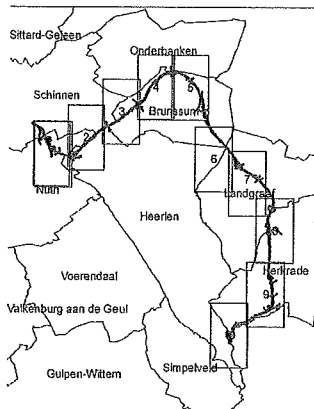 Sittard-Geleen
Onderbanken
Schinnen
4
5
3
Brunssum
2
6
Nuth
7
Landgraaf
Heerlen
8
Kerkrade
Voerendaal
9
Valkenburg aan de Geul
Simpelveld
Gulpen-Wittem